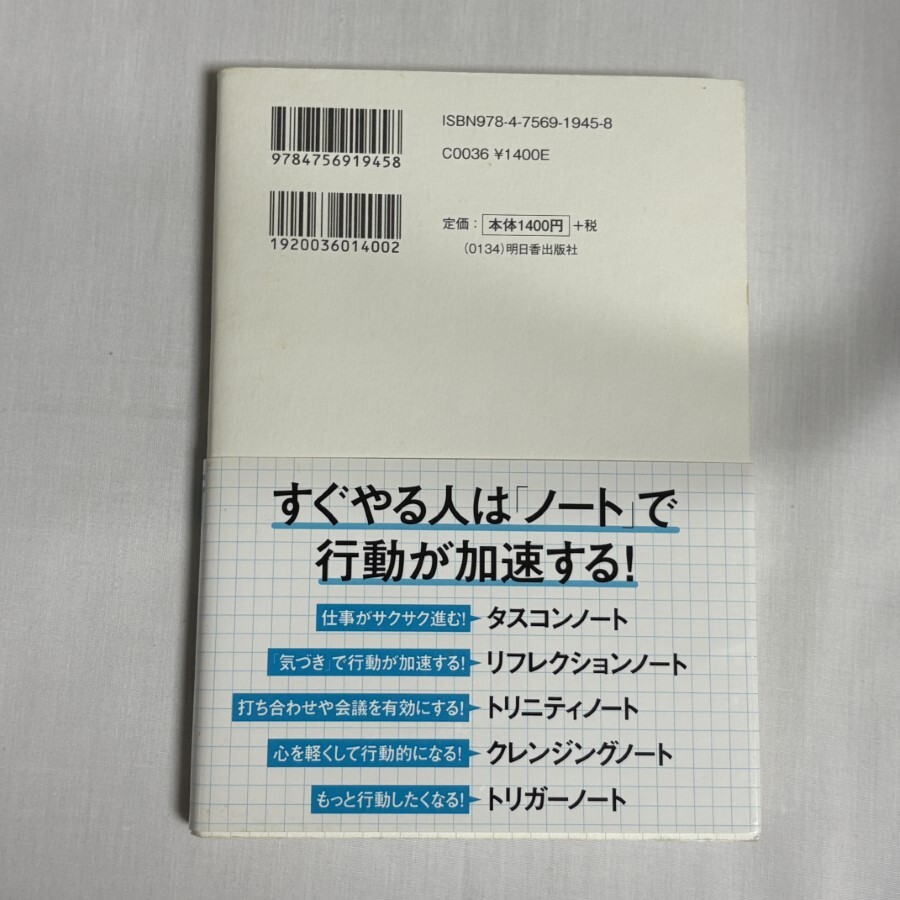 ISBN978-4-7569-1945-8
9784756919458
C0036 ¥1400E
1920036014002
定価：本体1400円+税
(0134)明日香出版社
すぐやる人は「ノート」で
行動が加速する!
仕事がサクサク進む! タスコンノート
「気づき」で行動が加速する! リフレクションノート
打ち合わせや会議を有効にする! トリニティノート
心を軽くして行動的になる! クレンジングノート
もっと行動したくなる! トリガーノート